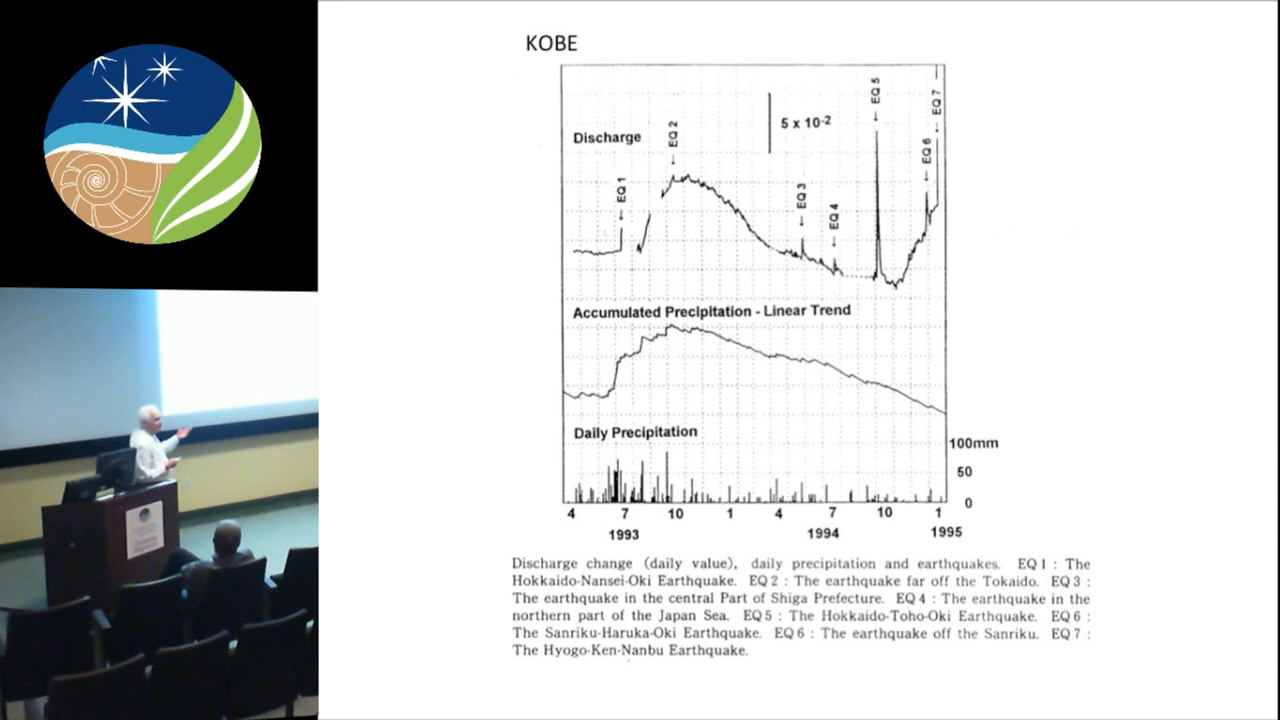 KOBE
Discharge
EQ 1
EQ 2
5 x 10-2
EQ 3
EQ 4
EQ 5
EQ 6
EQ 7
Accumulated Precipitation - Linear Trend
Daily Precipitation
100mm
50
0
4 7 10 1 4 7 10 1
1993 1994 1995
Discharge change (daily value), daily precipitation and earthquakes. EQ 1 : The
Hokkaido-Nansei-Oki Earthquake. EQ 2 : The earthquake far off the Tokaido. EQ 3 :
The earthquake in the central Part of Shiga Prefecture. EQ 4 : The earthquake in the
northern part of the Japan Sea. EQ 5 : The Hokkaido-Toho-Oki Earthquake. EQ 6 :
The Sanriku-Haruka-Oki Earthquake. EQ 6 : The earthquake off the Sanriku. EQ 7 :
The Hyogo-Ken-Nanbu Earthquake.